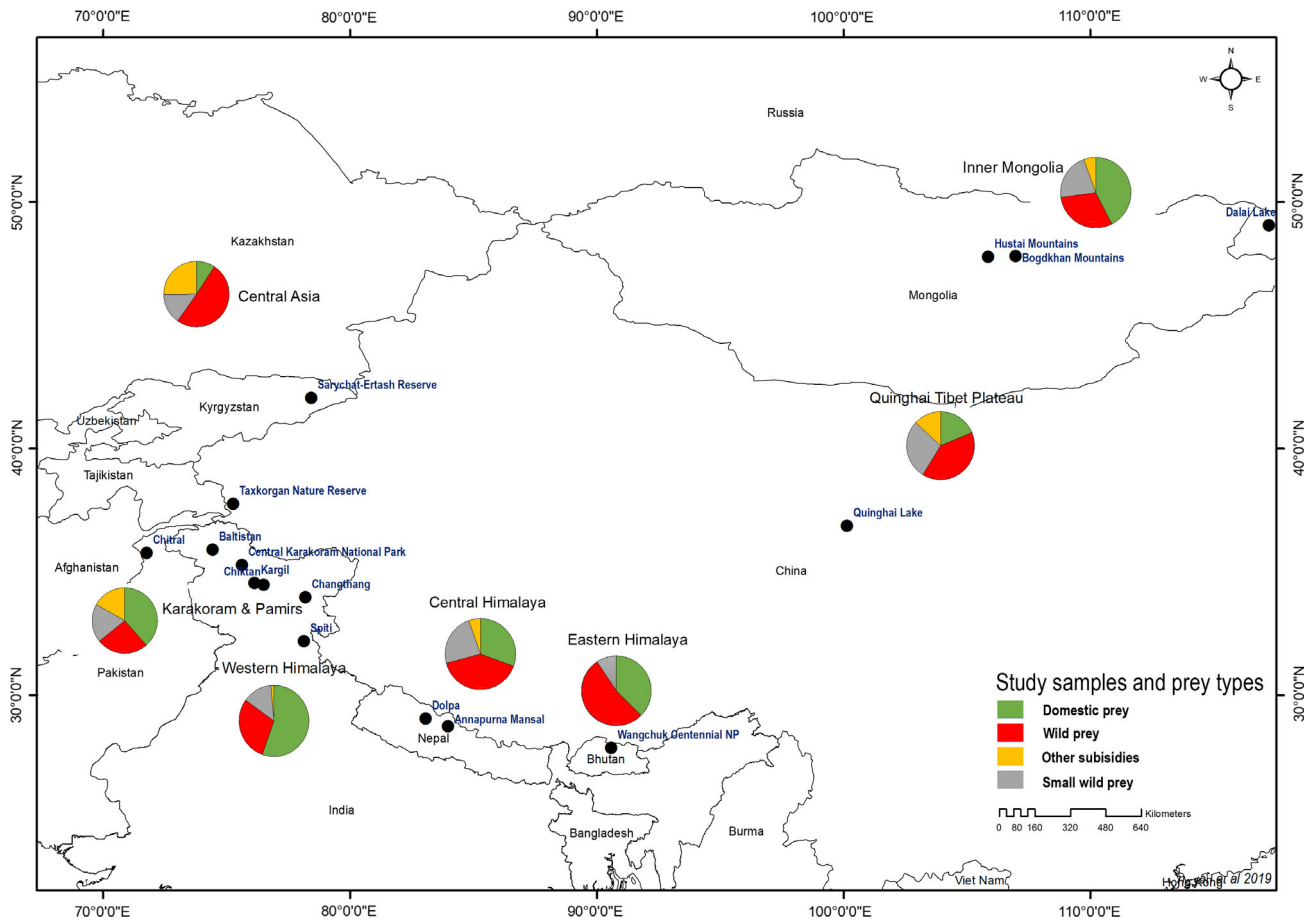 70°0'0"E 80°0'0"E 90°0'0"E 100°0'0"E 110°0'0"E
N
W E
S
Russia
Inner Mongolia
50°0'0"N 50°0'0"N
Dalai Lake
Kazakhstan
Hustai Mountains
Bogdkhan Mountains
Central Asia
Mongolia
Sarychat-Ertash Reserve
Quinghai Tibet Plateau
Kyrgyzstan
Uzbekistan
40°0'0"N 40°0'0"N
Tajikistan
Taxkorgan Nature Reserve
Quinghai Lake
Chitral
Baltistan
Central Karakoram National Park
Afghanistan
Chiktan Kargil
China
Changthang
Karakoram & Pamirs
Central Himalaya
Spiti
Eastern Himalaya
Pakistan
Western Himalaya
30°0'0"N 30°0'0"N
Study samples and prey types
Domestic prey
Wild prey
Other subisidies
Small wild prey
Dolpa
Annapurna Mansal
Nepal
Wangchuk Oentennial NP
Bhutan
India
Kilometers
0 80 160 320 480 640
Bangladesh
Burma
Viet Nam
Hong Kong
et al 2019
70°0'0"E 80°0'0"E 90°0'0"E 100°0'0"E 110°0'0"E